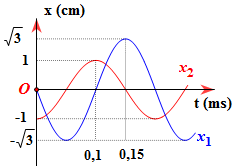 x (cm)
√3
1
x₂
O
t (ms)
-1
-√3
x₁
0,1
0,15